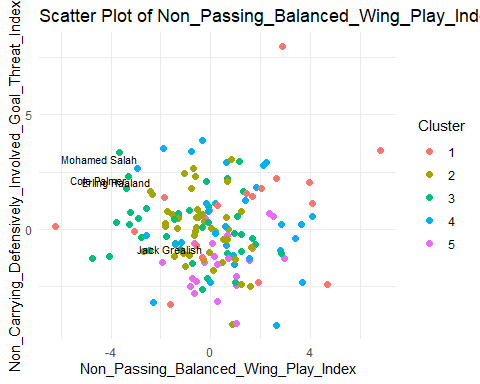 Scatter Plot of Non_Passing_Balanced_Wing_Play_Ind
Non_Carrying_Defensively_Involved_Goal_Threat_Index
5
0
-4
0
4
Non_Passing_Balanced_Wing_Play_Index
Mohamed Salah
Cole Palmer
Erling Haaland
Jack Grealish
Cluster
1
2
3
4
5